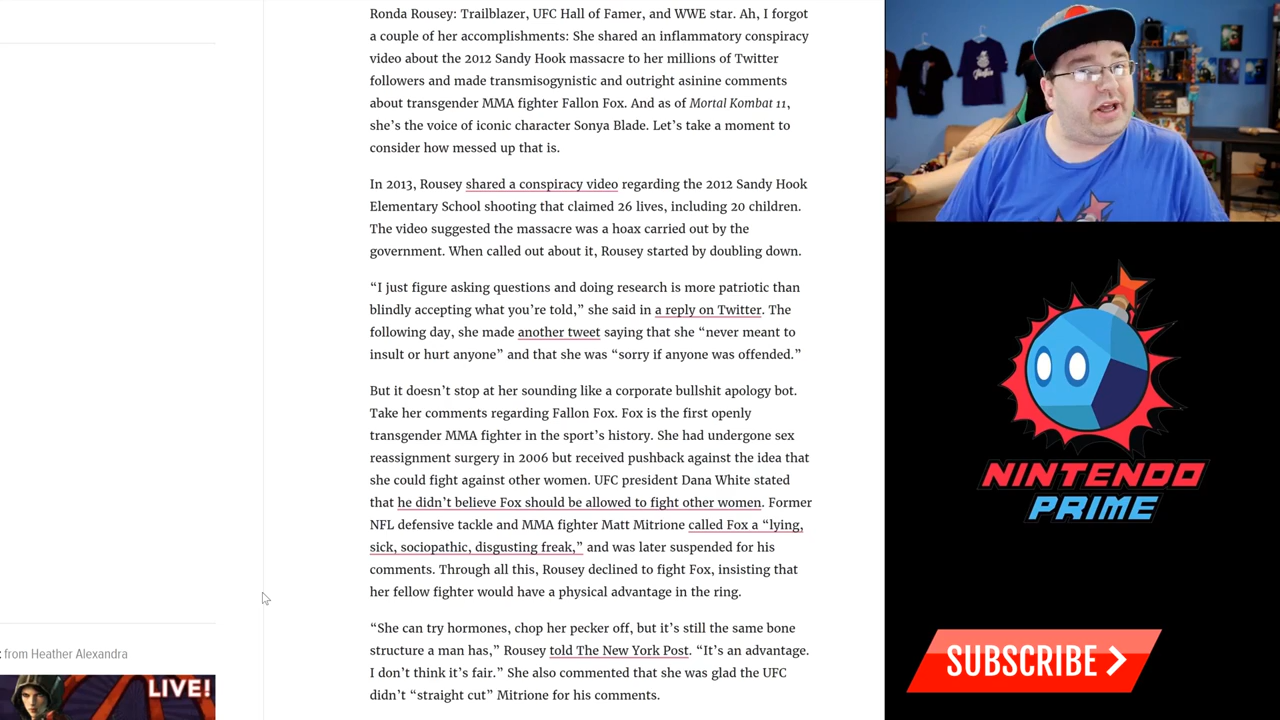 Ronda Rousey: Trailblazer, UFC Hall of Famer, and WWE star. Ah, I forgot
a couple of her accomplishments: She shared an inflammatory conspiracy
video about the 2012 Sandy Hook massacre to her millions of Twitter
followers and made transmisogynistic and outright asinine comments
about transgender MMA fighter Fallon Fox. And as of Mortal Kombat 11,
she’s the voice of iconic character Sonya Blade. Let’s take a moment to
consider how messed up that is.
In 2013, Rousey shared a conspiracy video regarding the 2012 Sandy Hook
Elementary School shooting that claimed 26 lives, including 20 children.
The video suggested the massacre was a hoax carried out by the
government. When called out about it, Rousey started by doubling down.
“I just figure asking questions and doing research is more patriotic than
blindly accepting what you’re told,” she said in a reply on Twitter. The
following day, she made another tweet saying that she “never meant to
insult or hurt anyone” and that she was “sorry if anyone was offended.”
But it doesn’t stop at her sounding like a corporate bullshit apology bot.
Take her comments regarding Fallon Fox. Fox is the first openly
transgender MMA fighter in the sport’s history. She had undergone sex
reassignment surgery in 2006 but received pushback against the idea that
she could fight against other women. UFC president Dana White stated
that he didn’t believe Fox should be allowed to fight other women. Former
NFL defensive tackle and MMA fighter Matt Mitrione called Fox a “lying,
sick, sociopathic, disgusting freak,” and was later suspended for his
comments. Through all this, Rousey declined to fight Fox, insisting that
her fellow fighter would have a physical advantage in the ring.
“She can try hormones, chop her pecker off, but it’s still the same bone
structure a man has,” Rousey told The New York Post. “It’s an advantage.
I don’t think it’s fair.” She also commented that she was glad the UFC
didn’t “straight cut” Mitrione for his comments.
from Heather Alexandra
LIVE!
NINTENDO
PRIME
SUBSCRIBE